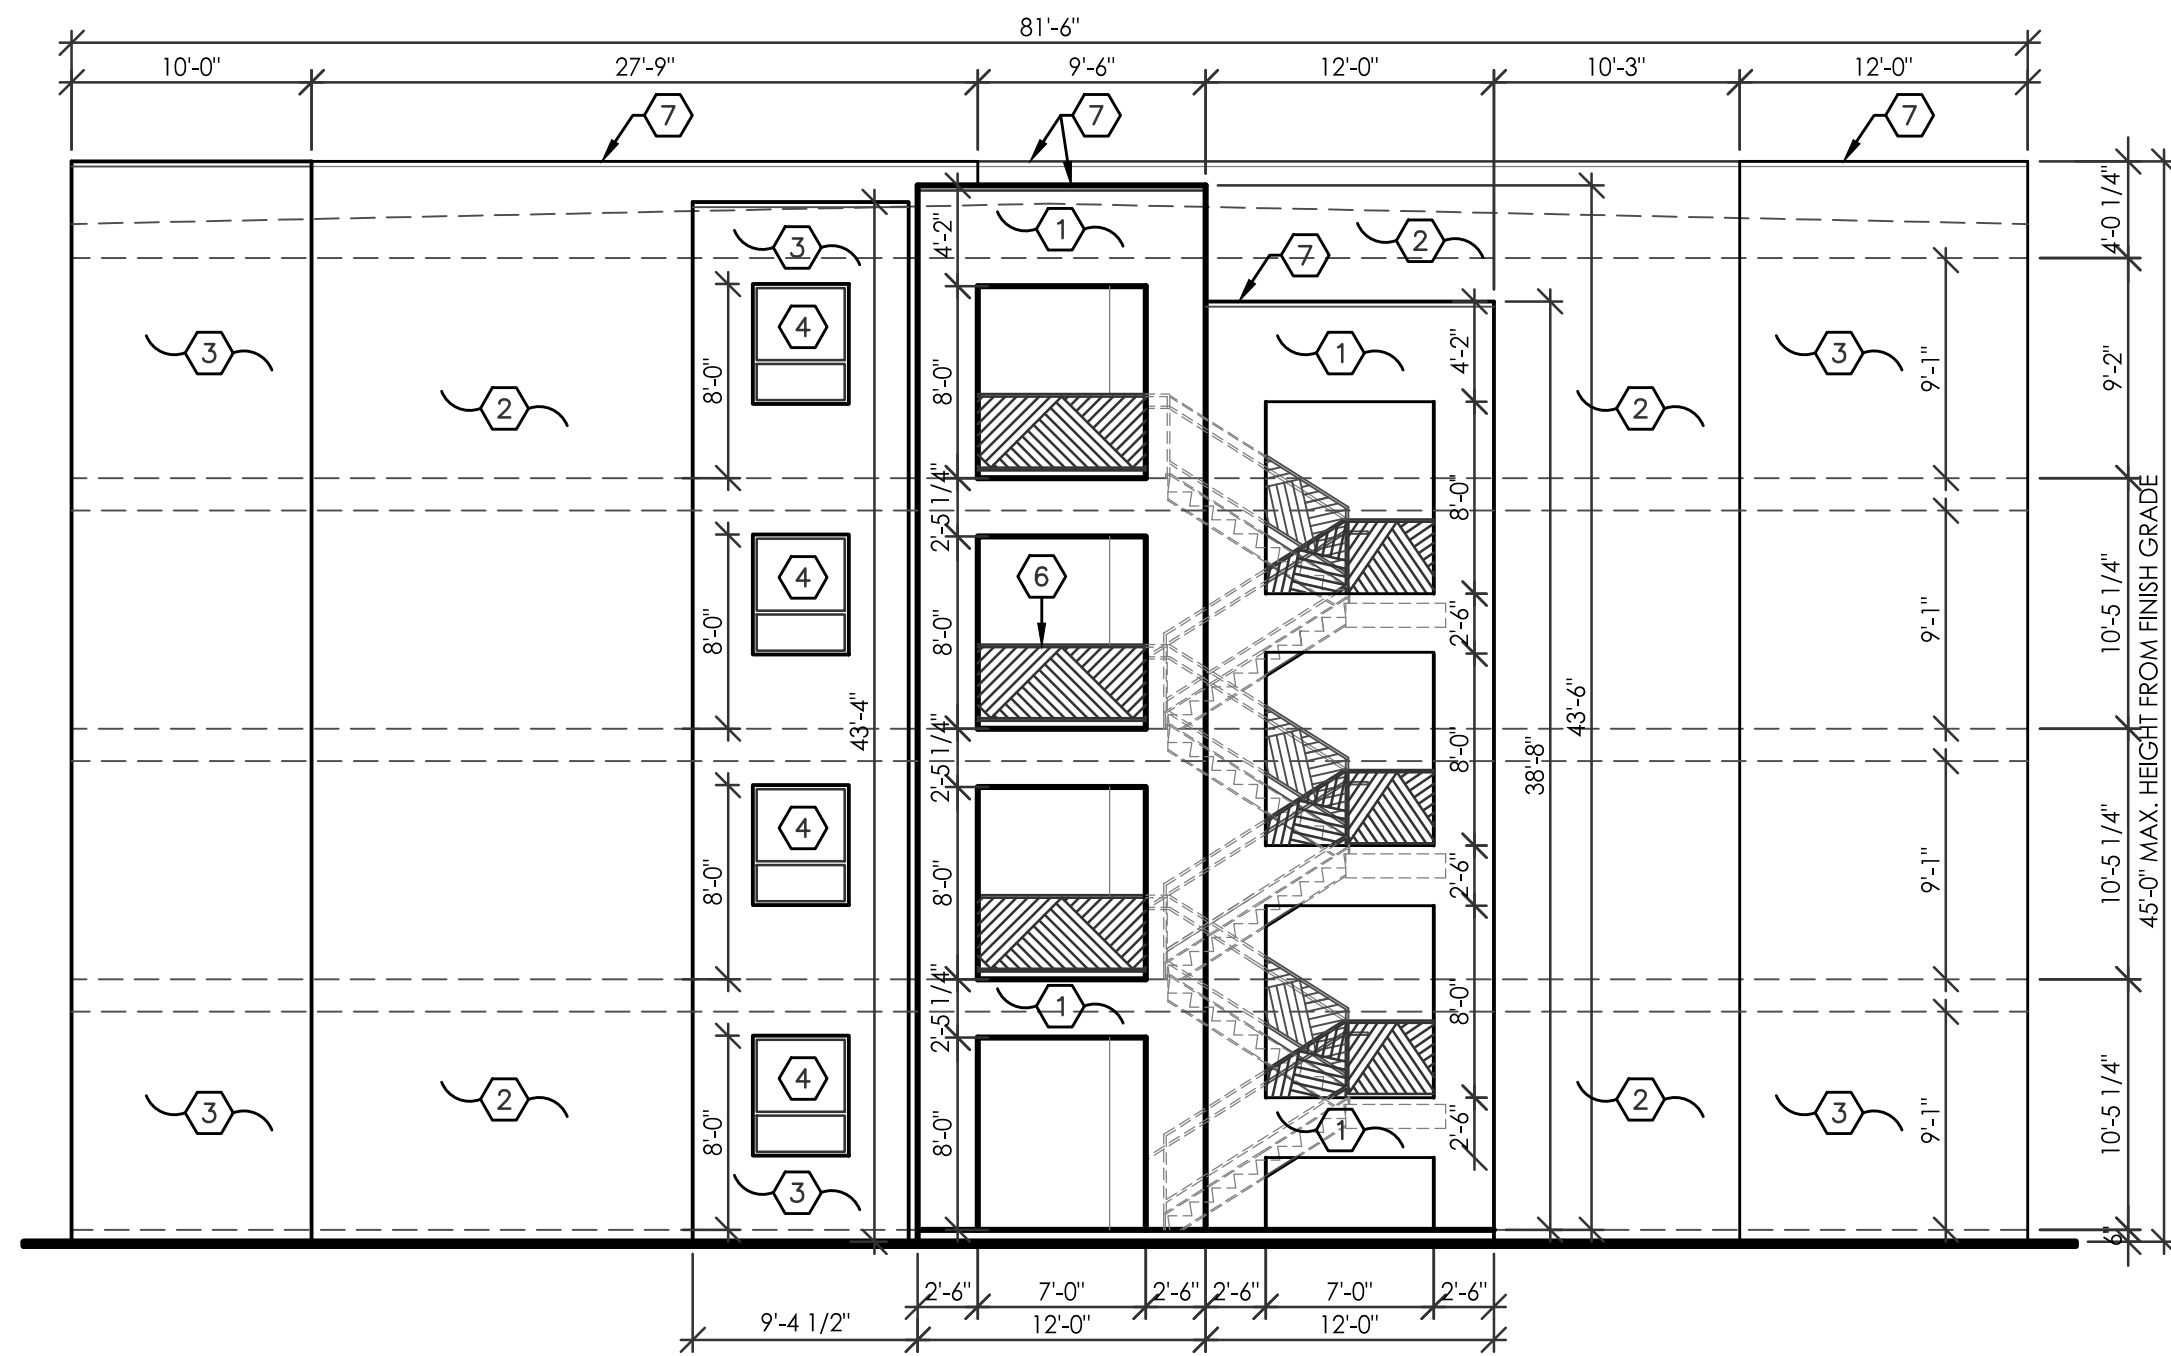 81'-6"
10'-0" 27'-9" 9'-6" 12'-0" 10'-3" 12'-0"
7 7 7
4'-0 1/4"
4'-2" 1 2
3 7
4 1 4'-2" 3 9'-1" 9'-2"
3
8'-0" 8'-0"
2 2
2'-5 1/4" 8'-0"
45'-0" MAX. HEIGHT FROM FINISH GRADE
4 6
8'-0" 8'-0" 2'-6" 9'-1" 10'-5 1/4"
43'-4" 43'-6"
2'-5 1/4" 8'-0" 38'-8"
4
8'-0" 8'-0" 2'-6" 9'-1" 10'-5 1/4"
2'-5 1/4" 1 8'-0"
4
3 2 2 3
8'-0" 8'-0" 1 2'-6" 9'-1" 10'-5 1/4"
3
6"
2'-6" 7'-0" 2'-6" 2'-6" 7'-0" 2'-6"
9'-4 1/2" 12'-0" 12'-0"